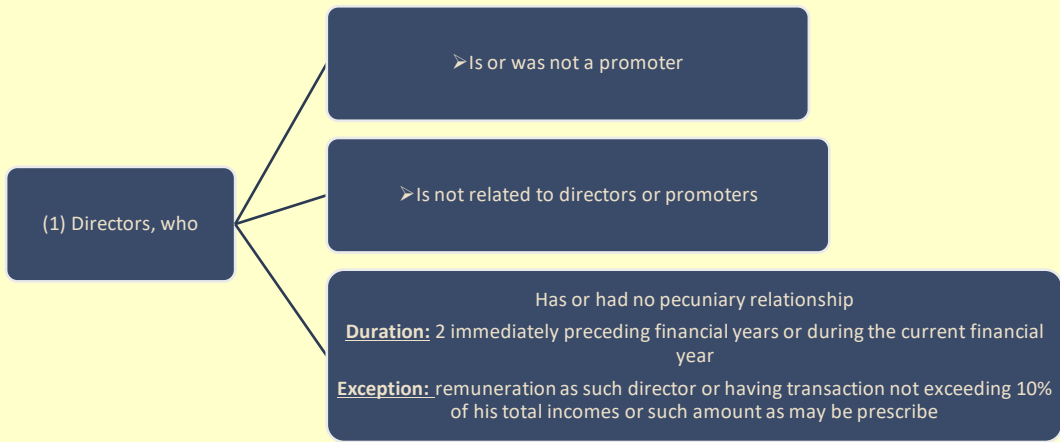 ➢Is or was not a promoter
(1) Directors, who
➢Is not related to directors or promoters
Has or had no pecuniary relationship
Duration: 2 immediately preceding financial years or during the current financial
year
Exception: remuneration as such director or having transaction not exceeding 10%
of his total incomes or such amount as may be prescribe